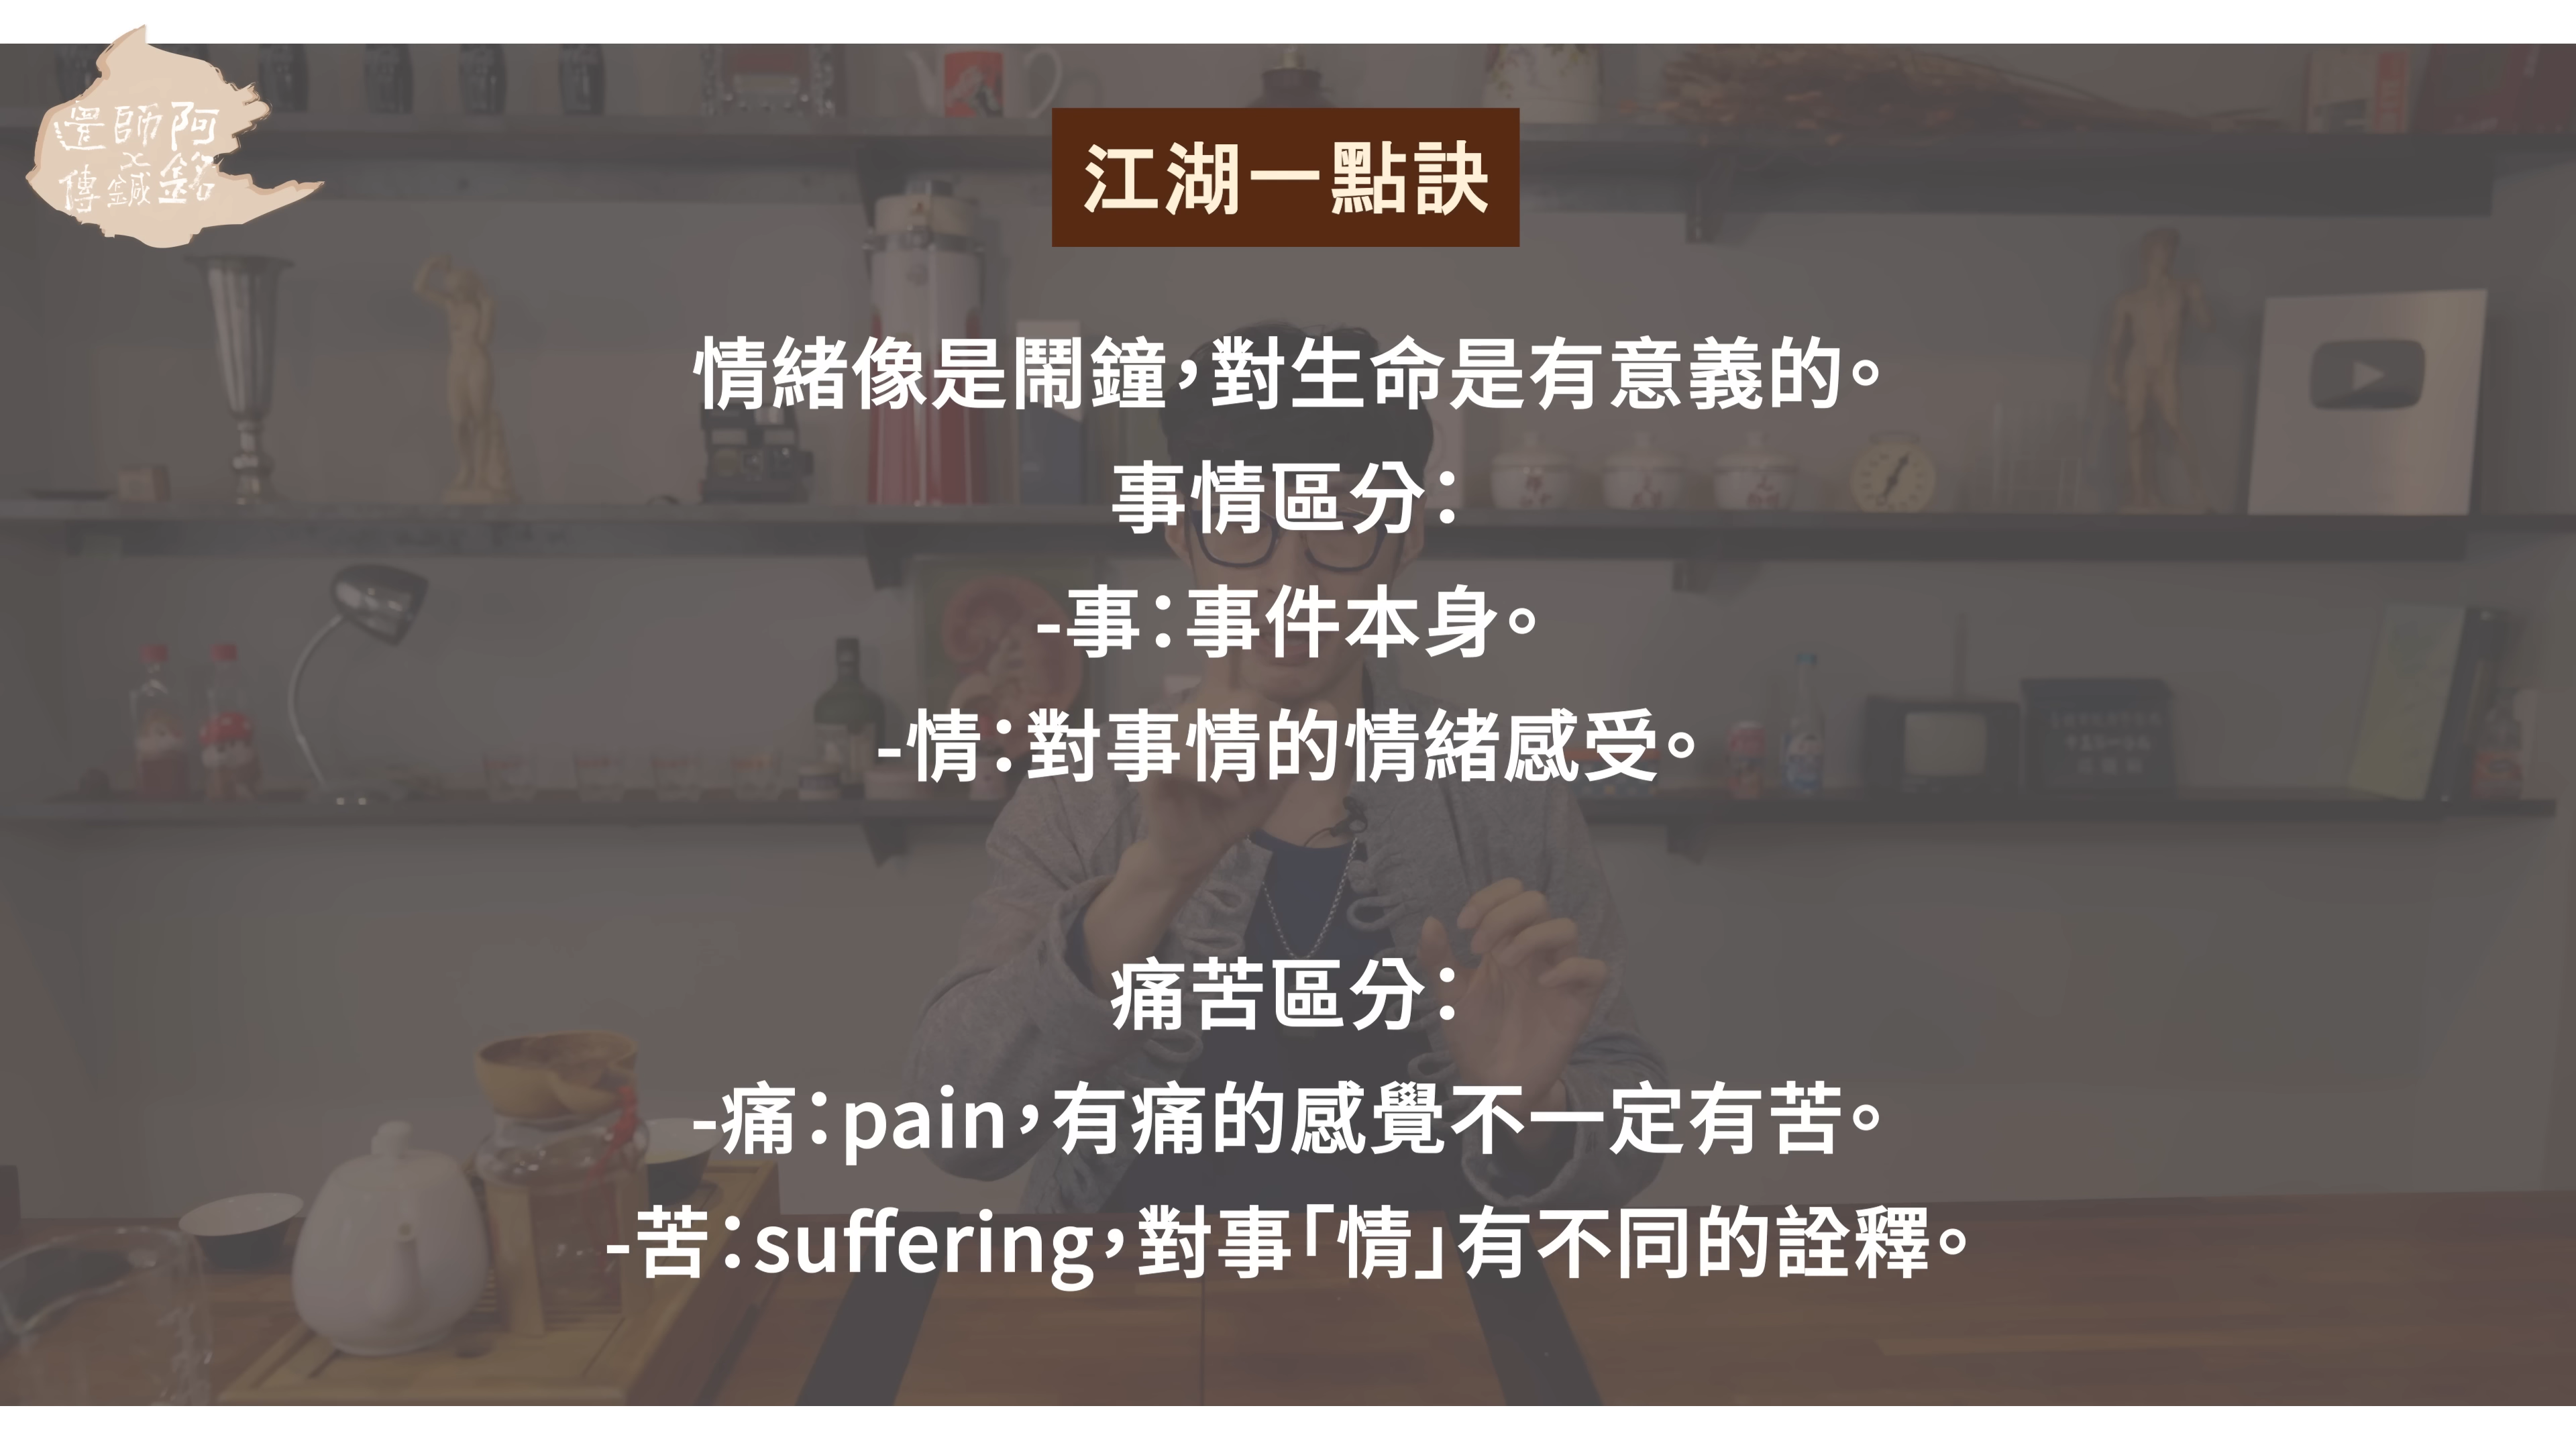 阿銘師
江湖一點訣
情緒像是鬧鐘，對生命是有意義的。
事情區分：
-事：事件本身。
-情：對事情的情緒感受。
痛苦區分：
-痛：pain，有痛的感覺不一定有苦。
-苦：suffering，對事「情」有不同的詮釋。